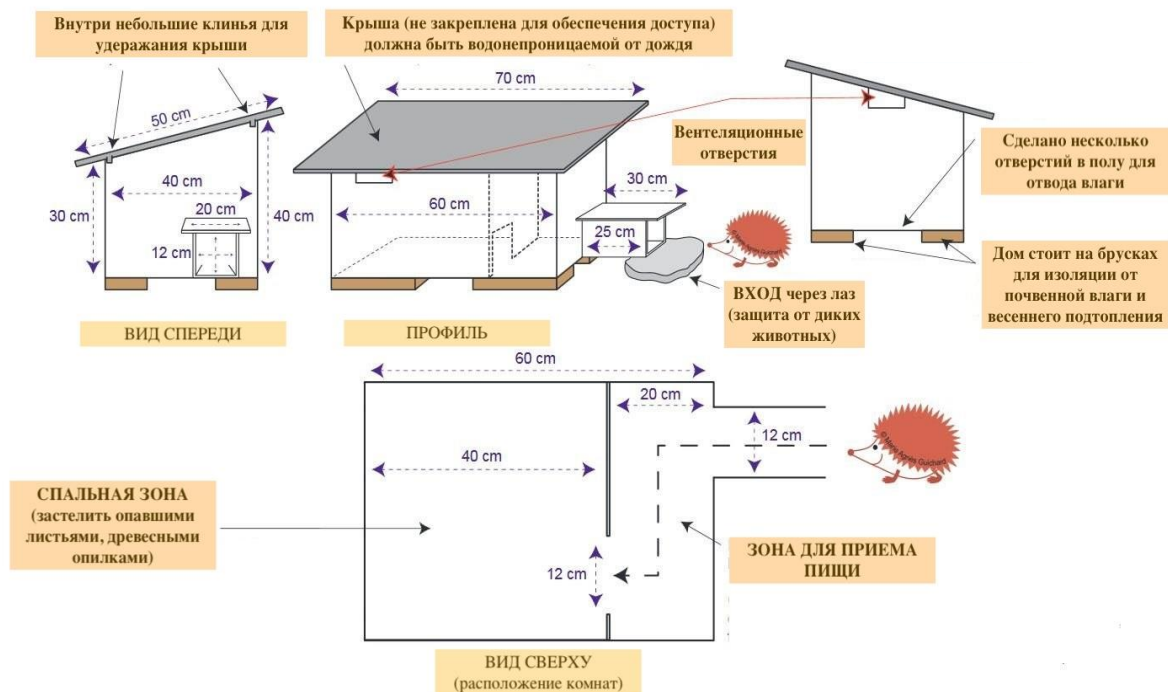 Внутри небольшие клинья для
удеражания крыши
Крыша (не закреплена для обеспечения доступа)
должна быть водонепроницаемой от дождя
50 cm
40 cm
30 cm
20 cm
12 cm
40 cm
ВИД СПЕРЕДИ
70 cm
60 cm
30 cm
25 cm
ПРОФИЛЬ
Вентеляционные
отверстия
ВХОД через лаз
(защита от диких
животных)
Сделано несколько
отверстий в полу для
отвода влаги
Дом стоит на брусках
для изоляции от
почвенной влаги и
весеннего подтопления
60 cm
20 cm
40 cm
12 cm
12 cm
© Marie Agnès Guichard
СПАЛЬНАЯ ЗОНА
(застелить опавшими
листьями, древесными
опилками)
ЗОНА ДЛЯ ПРИЕМА
ПИЩИ
ВИД СВЕРХУ
(расположение комнат)